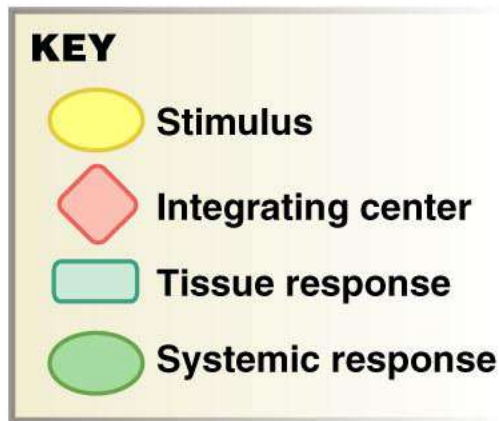 KEY
Stimulus
Integrating center
Tissue response
Systemic response